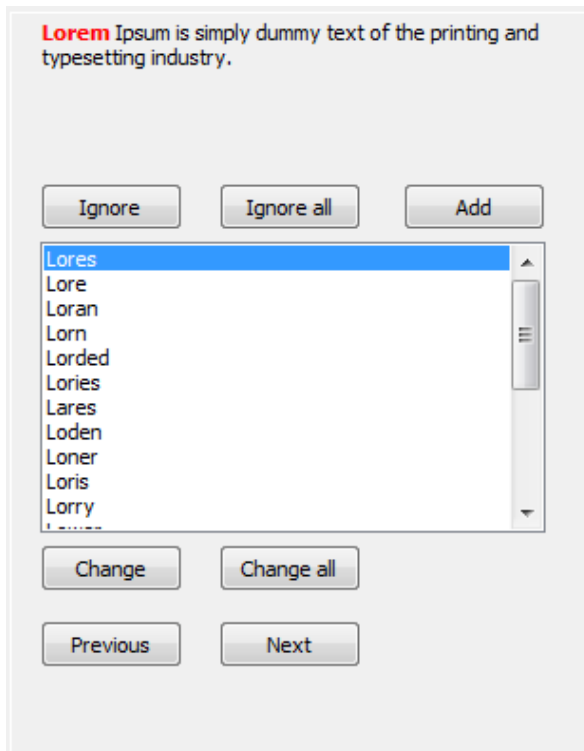 Lorem Ipsum is simply dummy text of the printing and
typesetting industry.
Ignore Ignore all Add
Lores
Lore
Loran
Lorn
Lorded
Lories
Lares
Loden
Loner
Loris
Lorry
Change Change all
Previous Next